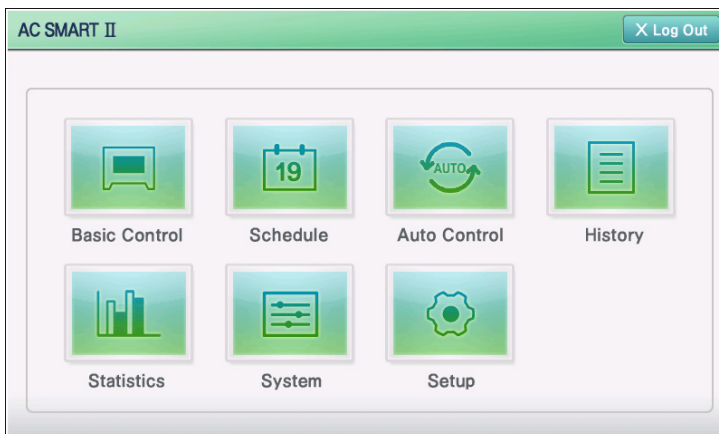 AC SMART II
X Log Out
19
AUTO
Basic Control
Schedule
Auto Control
History
Statistics
System
Setup